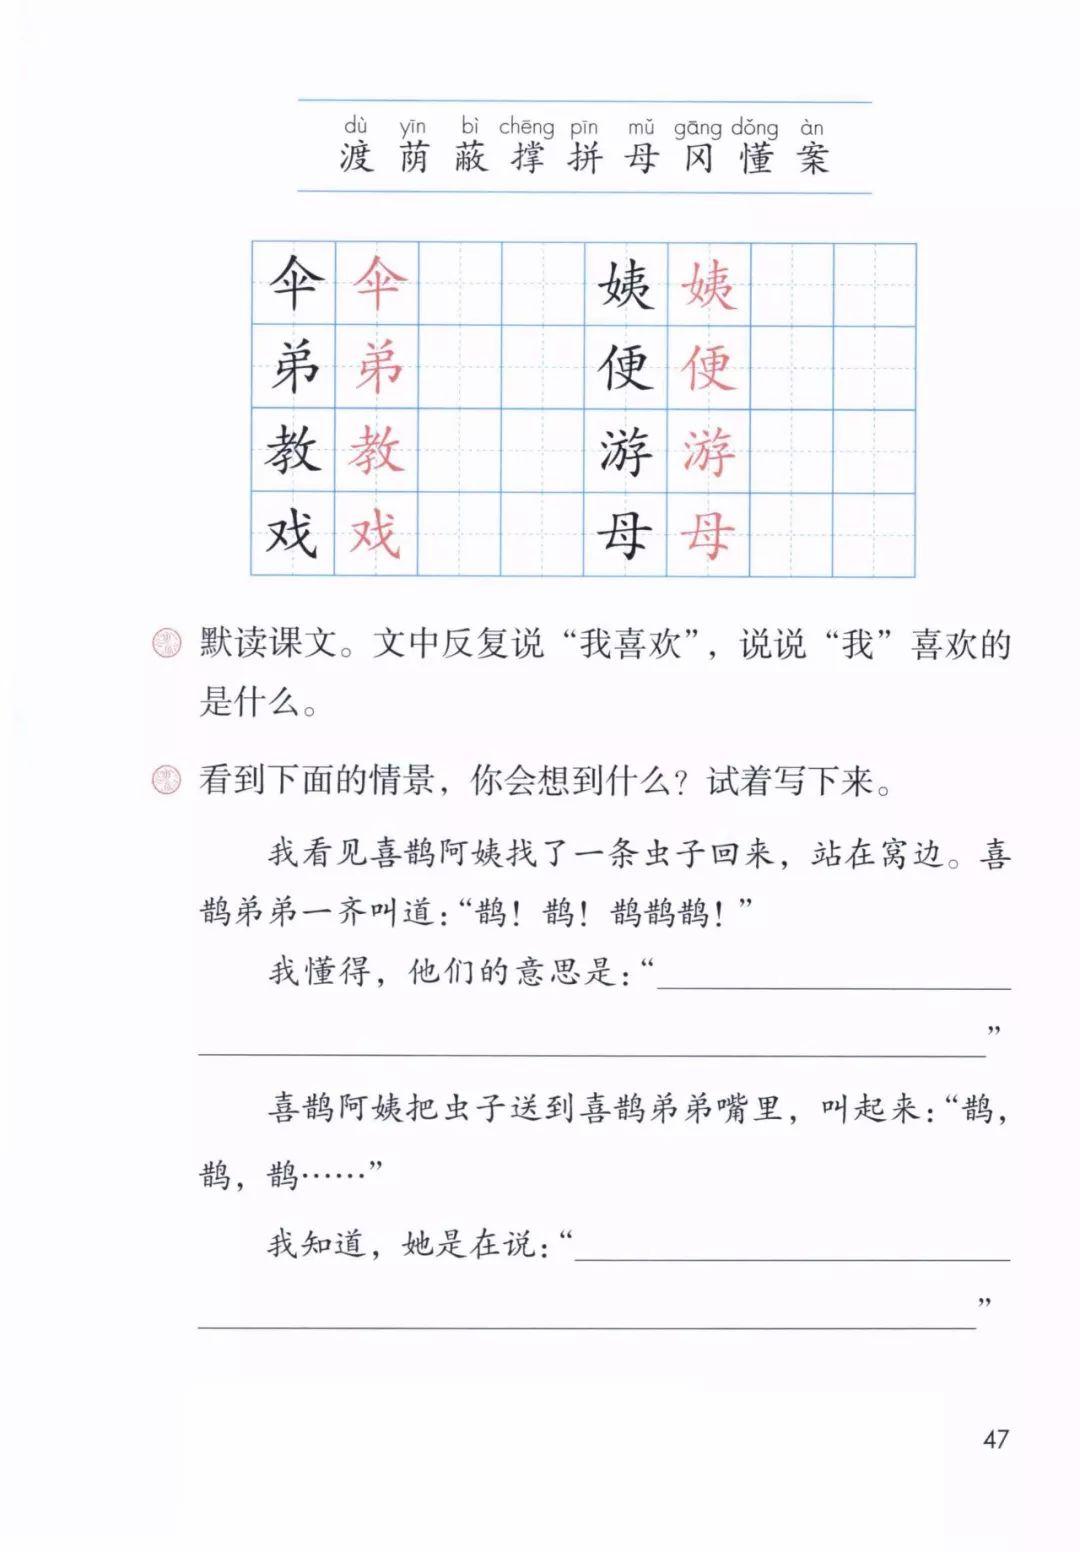 dù yīn bì chēng pīn mǔ gāng dǒng àn
渡 荫 蔽 撑 拼 母 冈 懂 案
伞 伞 姨 姨
弟 弟 便 便
教 教 游 游
戏 戏 母 母
默读课文。文中反复说“我喜欢”，说说“我”喜欢的
是什么。
看到下面的情景，你会想到什么？试着写下来。
我看见喜鹊阿姨找了一条虫子回来，站在窝边。喜
鹊弟弟一齐叫道：“鹊！鹊！鹊鹊鹊！”
我懂得，他们的意思是：“
”
喜鹊阿姨把虫子送到喜鹊弟弟嘴里，叫起来：“鹊，
鹊，鹊……”
我知道，她是在说：“
”
47